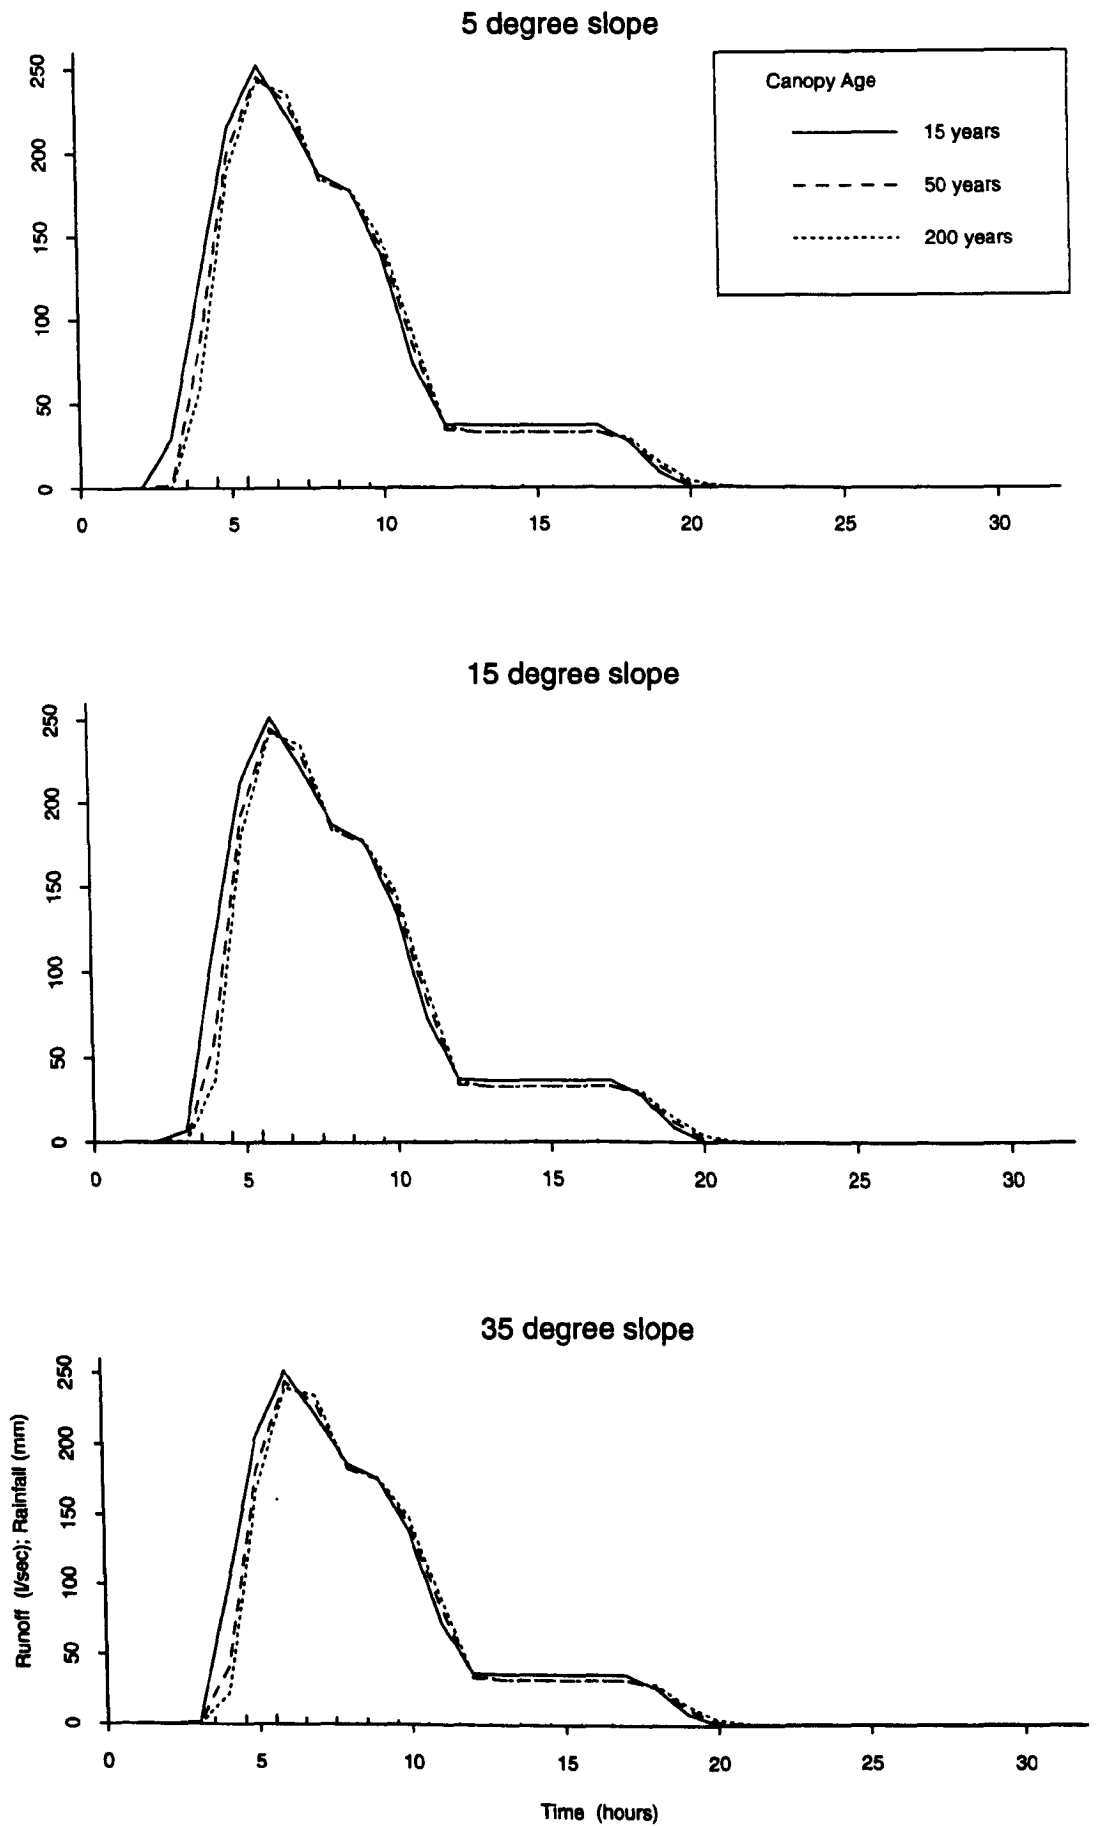 5 degree slope
Canopy Age
15 years
50 years
200 years
250
200
150
100
50
0
0 5 10 15 20 25 30
15 degree slope
250
200
150
100
50
0
0 5 10 15 20 25 30
35 degree slope
Runoff (l/sec); Rainfall (mm)
250
200
150
100
50
0
0 5 10 15 20 25 30
Time (hours)